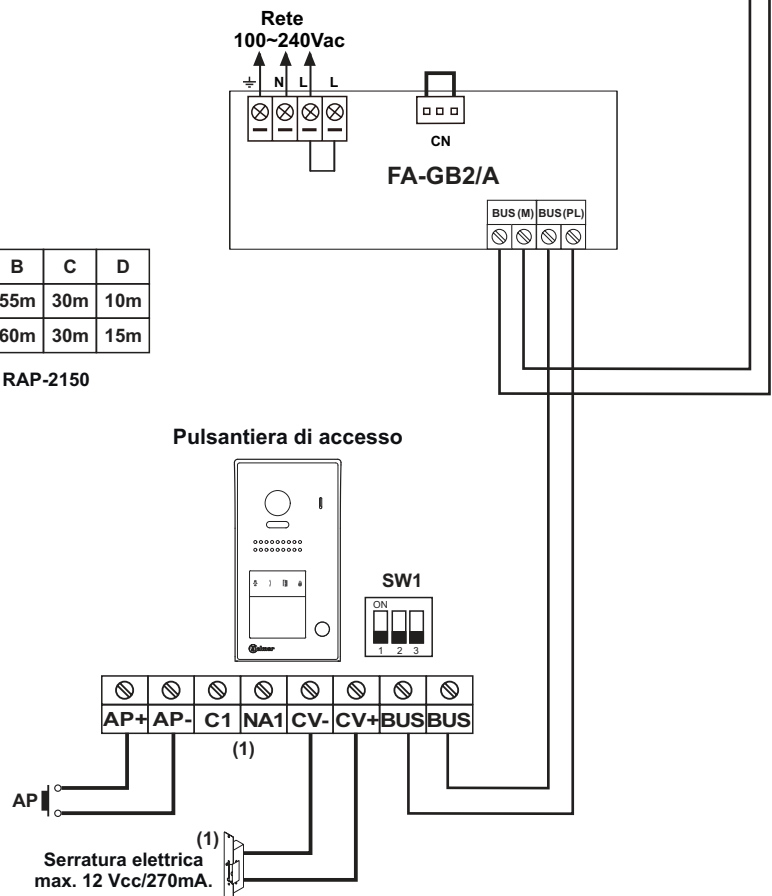 Rete
100~240Vac
N L L
CN
FA-GB2/A
BUS (M) BUS (PL)
B C D
55m 30m 10m
60m 30m 15m
RAP-2150
Pulsantiera di accesso
SW1
ON
1 2 3
AP+ AP- C1 NA1 CV- CV+ BUS BUS
(1)
AP
(1)
Serratura elettrica
max. 12 Vcc/270mA.